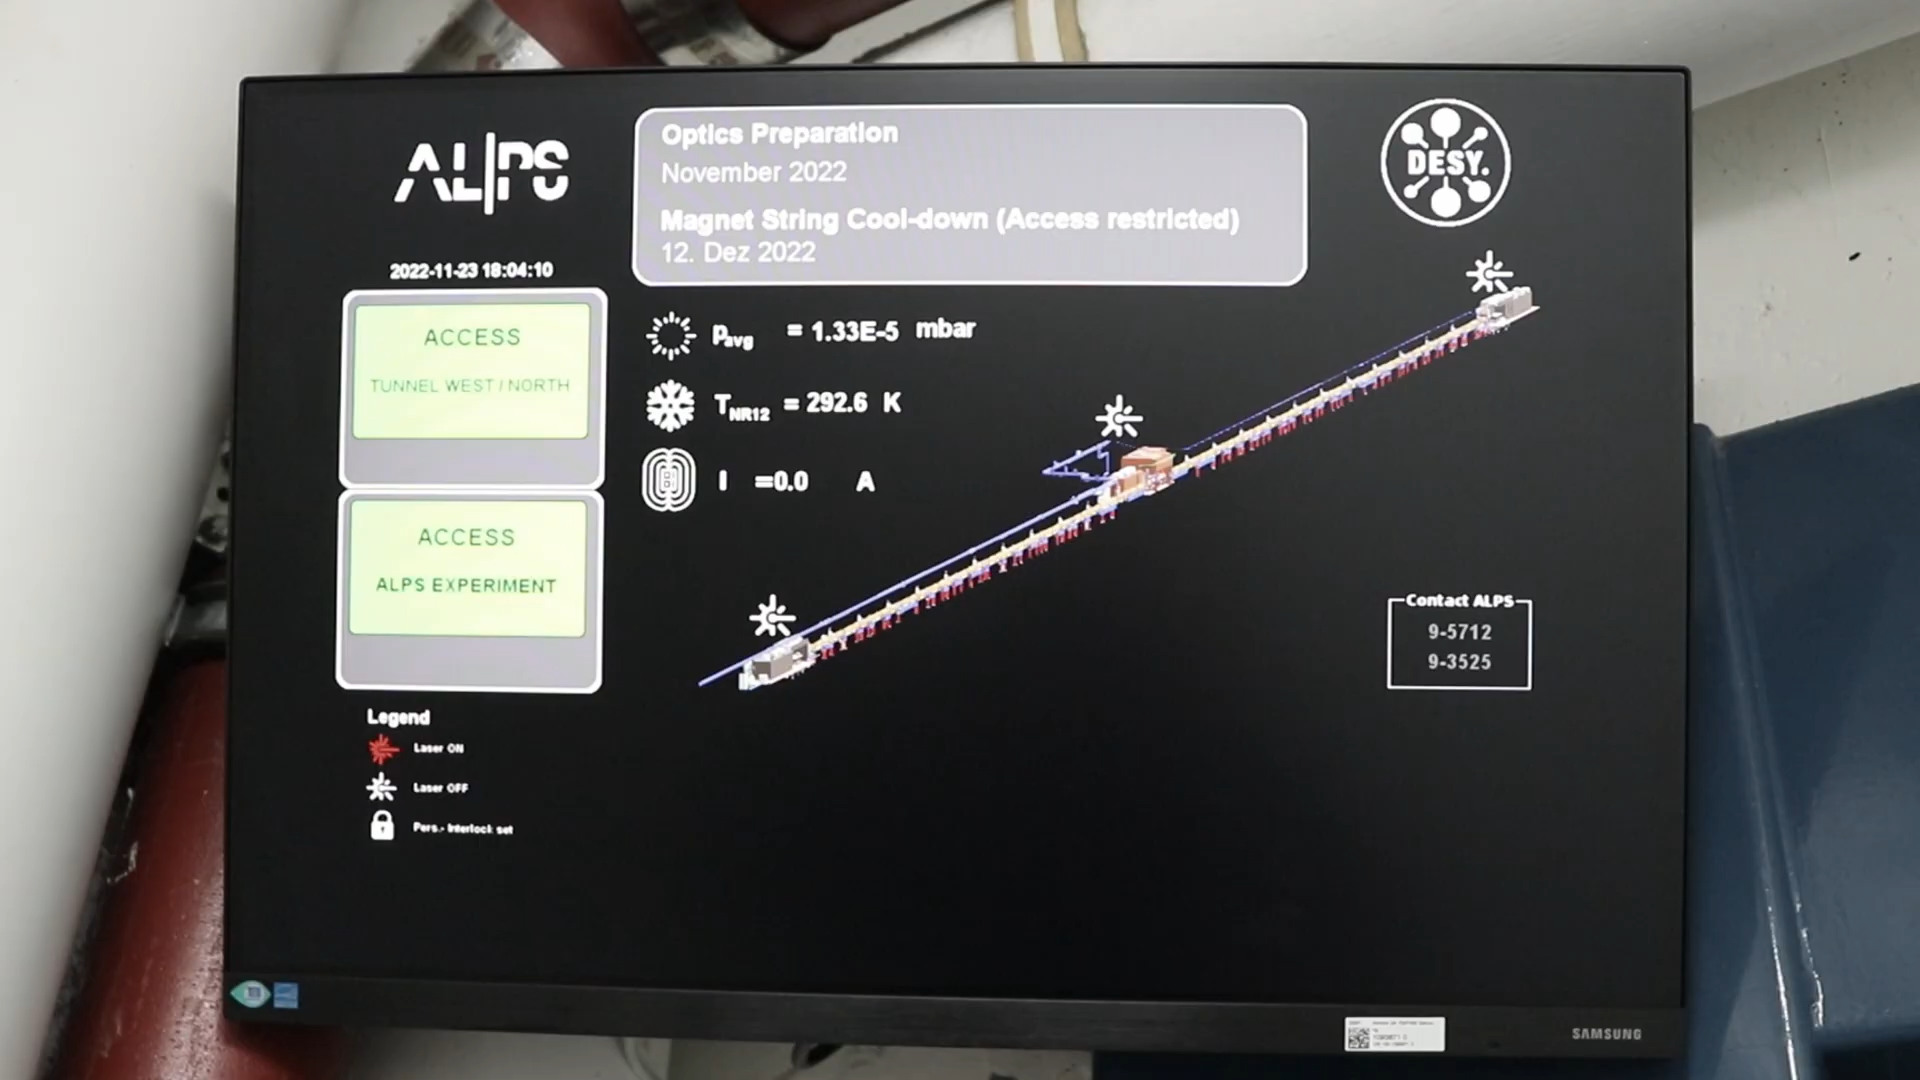 ALPS
Optics Preparation
November 2022
Magnet String Cool-down (Access restricted)
12. Dez 2022
DESY.
2022-11-23 18:04:10
ACCESS
TUNNEL WEST / NORTH
ACCESS
ALPS EXPERIMENT
pavg = 1.33E-5 mbar
TNR12 = 292.6 K
I =0.0 A
Contact ALPS
9-5712
9-3525
Legend
Laser ON
Laser OFF
Pers.- Interlock set
SAMSUNG